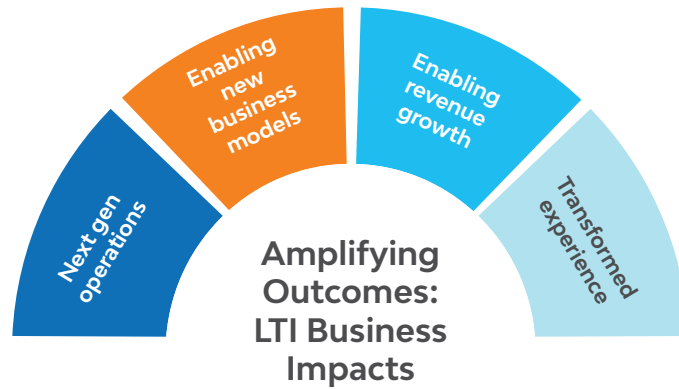 Next gen
operations
Enabling
new
business
models
Enabling
revenue
growth
Transformed
experience
Amplifying
Outcomes:
LTI Business
Impacts